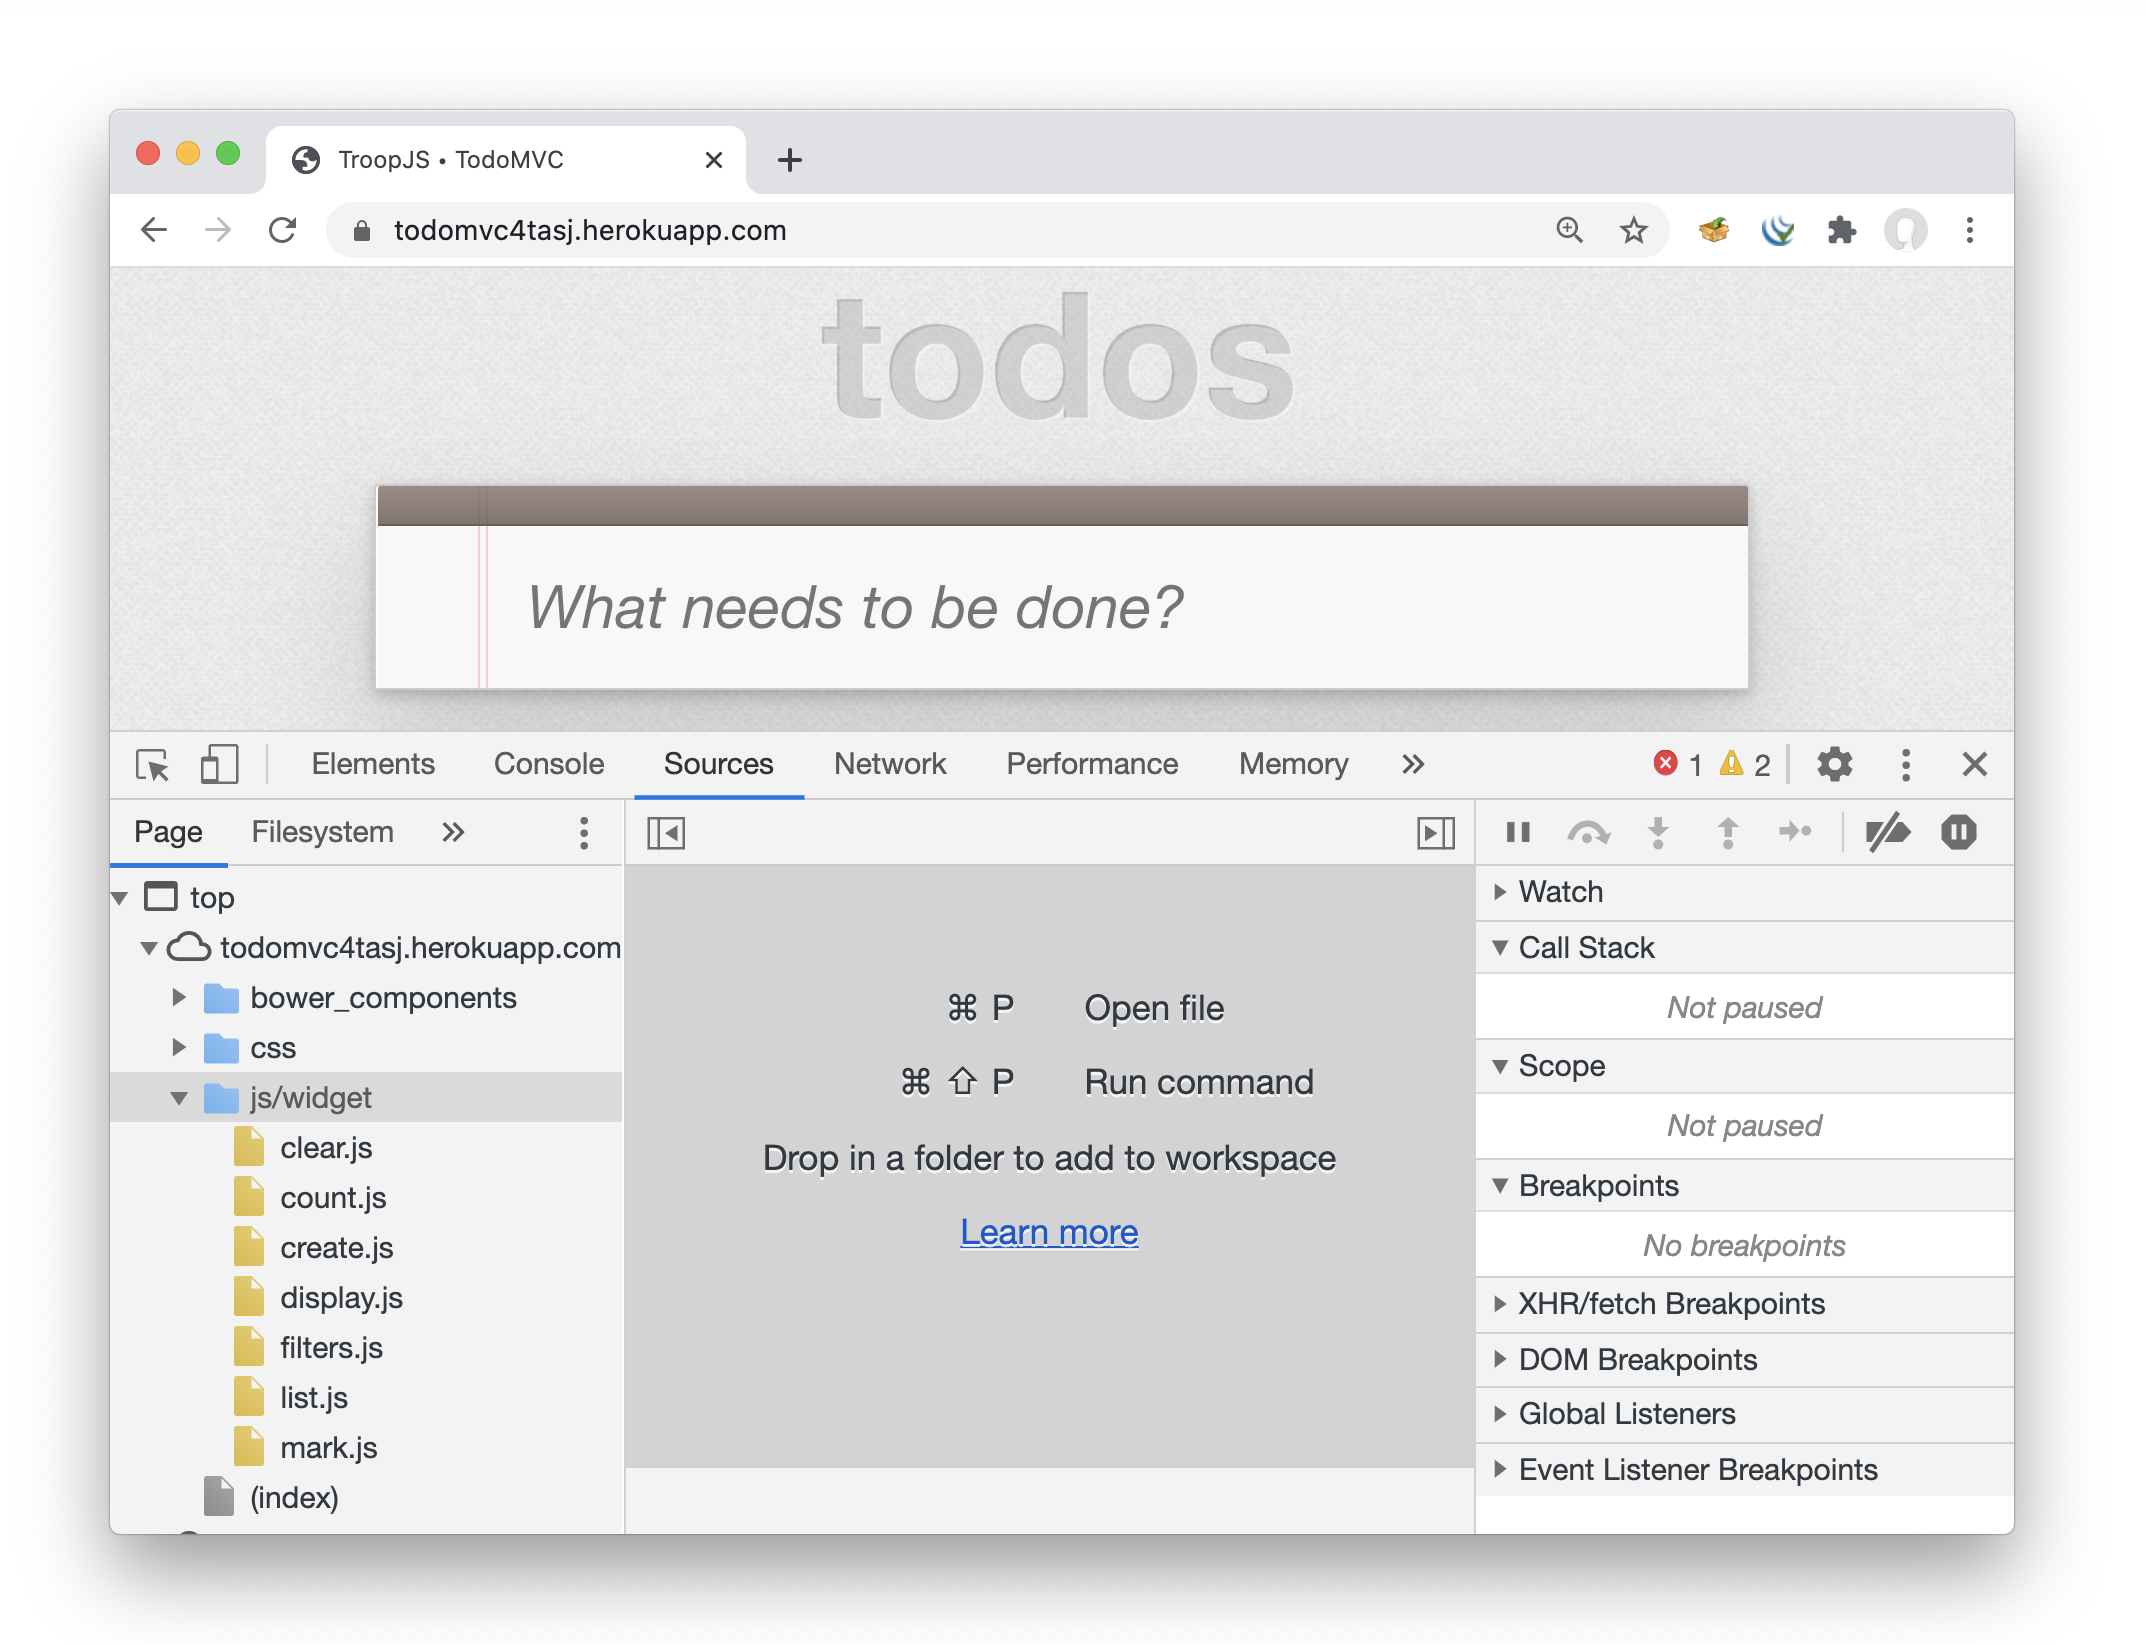 TroopJS • TodoMVC
todomvc4tasj.herokuapp.com
todos
What needs to be done?
Elements Console Sources Network Performance Memory » 1 2
Page Filesystem »
top
todomvc4tasj.herokuapp.com
bower_components
css
js/widget
clear.js
count.js
create.js
display.js
filters.js
list.js
mark.js
(index)
⌘ P Open file
⌘ ⇧ P Run command
Drop in a folder to add to workspace
Learn more
Watch
Call Stack
Not paused
Scope
Not paused
Breakpoints
No breakpoints
XHR/fetch Breakpoints
DOM Breakpoints
Global Listeners
Event Listener Breakpoints